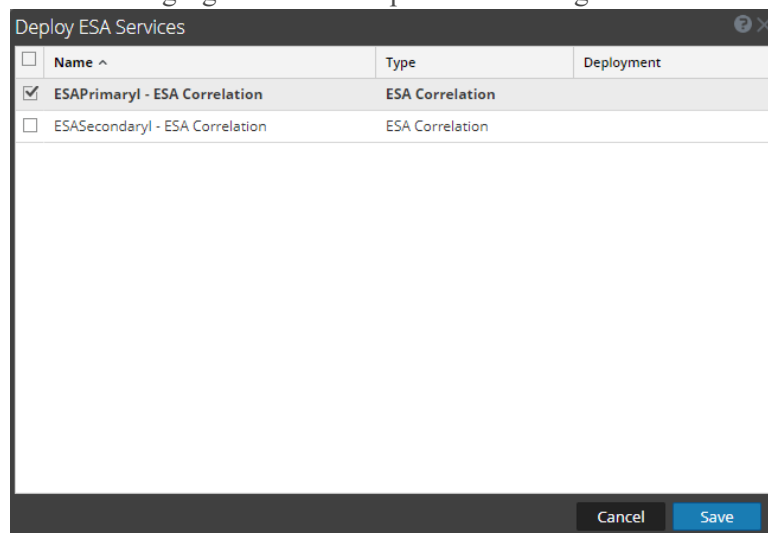 Deploy ESA Services
Name Type Deployment
ESAPrimaryl - ESA Correlation ESA Correlation
ESASecondaryl - ESA Correlation ESA Correlation
Cancel Save